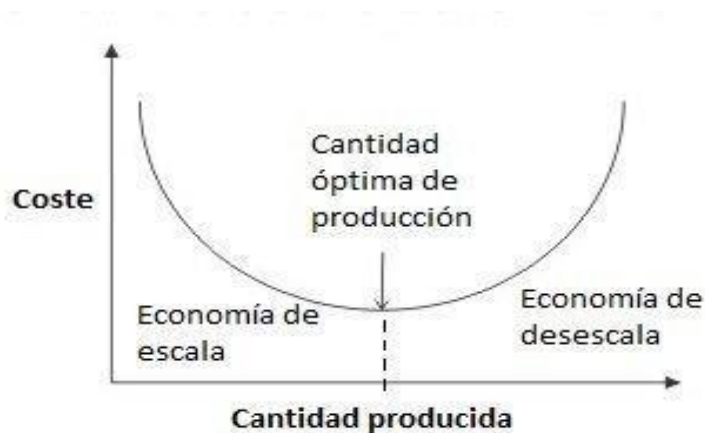 Cantidad
óptima de
producción
Coste
Economía de
escala
Economía de
desescala
Cantidad producida